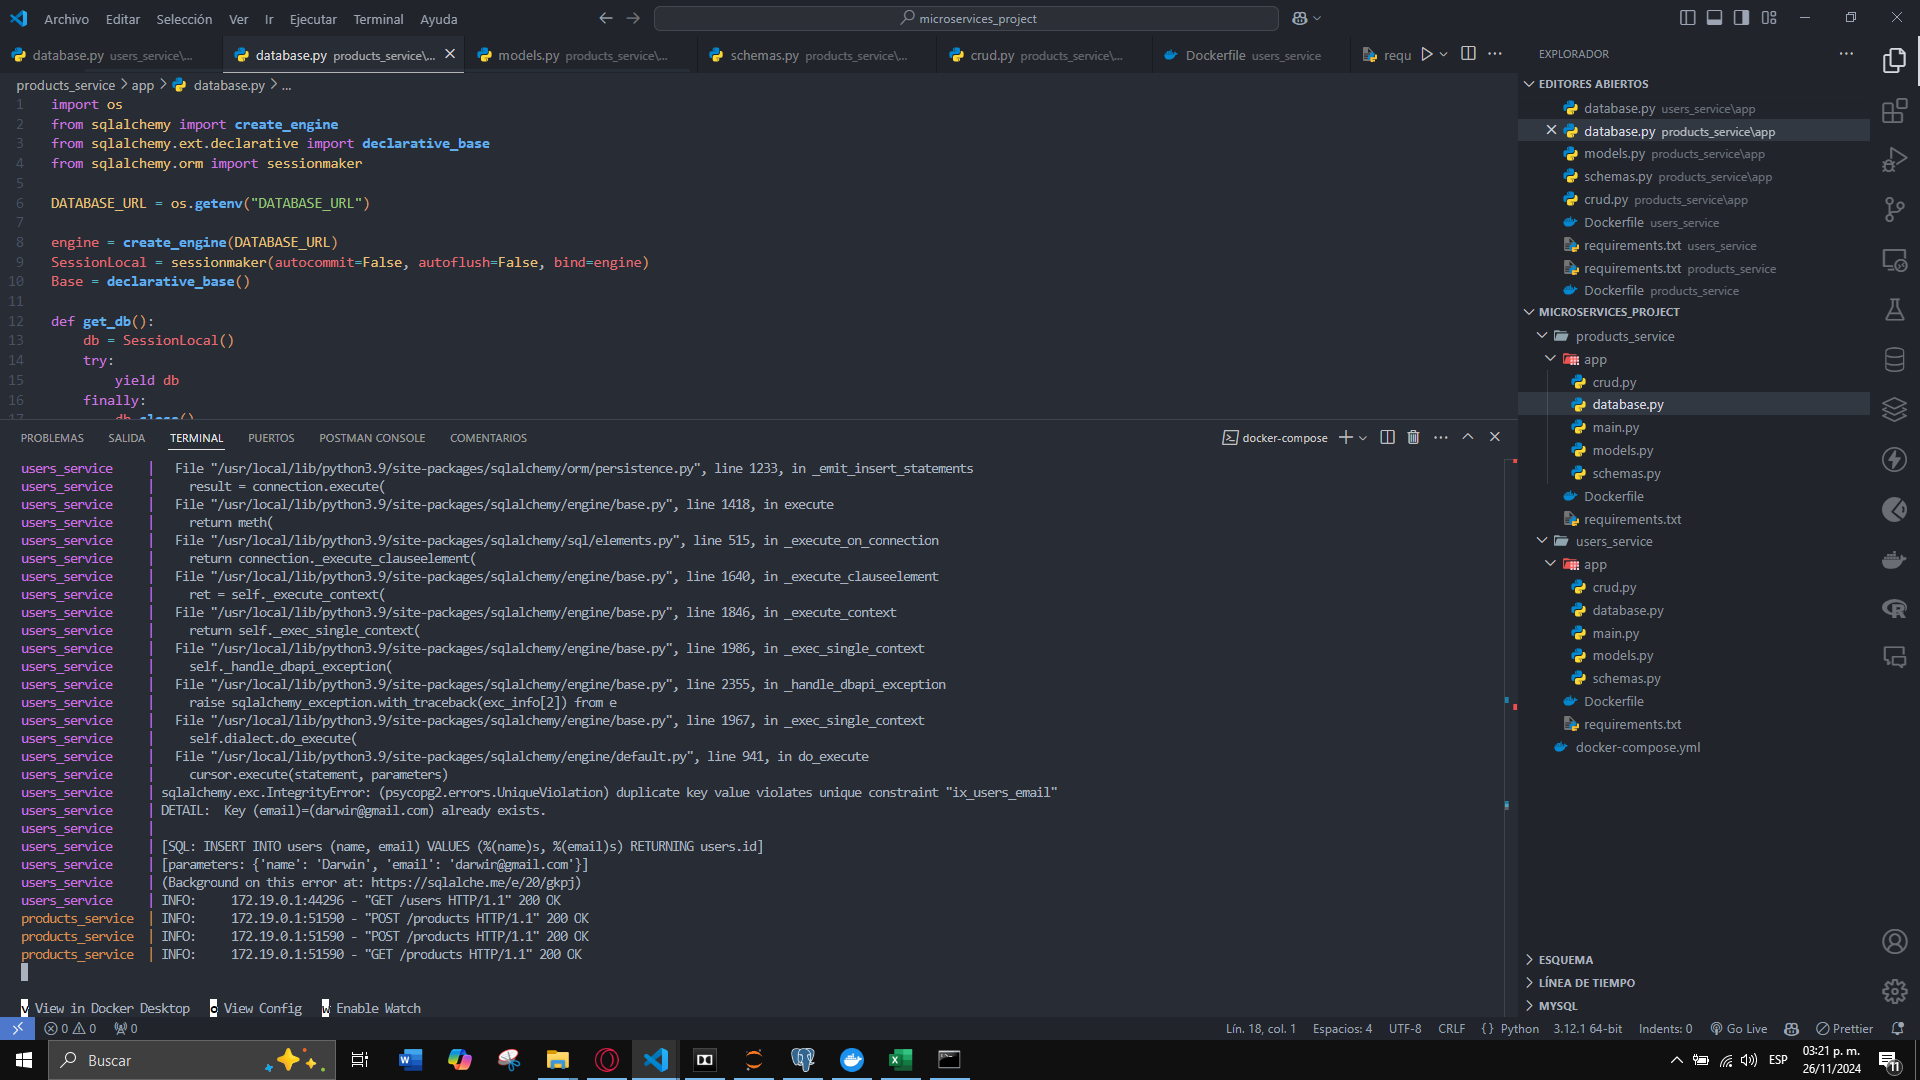 Archivo Editar Selección Ver Ir Ejecutar Terminal Ayuda
microservices_project
database.py users_service\...
database.py products_service\...
models.py products_service\...
schemas.py products_service\...
crud.py products_service\...
Dockerfile users_service
requ
products_service > app > database.py > ...
1 import os
2 from sqlalchemy import create_engine
3 from sqlalchemy.ext.declarative import declarative_base
4 from sqlalchemy.orm import sessionmaker
5
6 DATABASE_URL = os.getenv("DATABASE_URL")
7
8 engine = create_engine(DATABASE_URL)
9 SessionLocal = sessionmaker(autocommit=False, autoflush=False, bind=engine)
10 Base = declarative_base()
11
12 def get_db():
13 db = SessionLocal()
14 try:
15 yield db
16 finally:
17 db.close()
PROBLEMAS SALIDA TERMINAL PUERTOS POSTMAN CONSOLE COMENTARIOS
docker-compose
users_service | File "/usr/local/lib/python3.9/site-packages/sqlalchemy/orm/persistence.py", line 1233, in _emit_insert_statements
users_service | result = connection.execute(
users_service | File "/usr/local/lib/python3.9/site-packages/sqlalchemy/engine/base.py", line 1418, in execute
users_service | return meth(
users_service | File "/usr/local/lib/python3.9/site-packages/sqlalchemy/sql/elements.py", line 515, in _execute_on_connection
users_service | return connection._execute_clauseelement(
users_service | File "/usr/local/lib/python3.9/site-packages/sqlalchemy/engine/base.py", line 1640, in _execute_clauseelement
users_service | ret = self._execute_context(
users_service | File "/usr/local/lib/python3.9/site-packages/sqlalchemy/engine/base.py", line 1846, in _execute_context
users_service | return self._exec_single_context(
users_service | File "/usr/local/lib/python3.9/site-packages/sqlalchemy/engine/base.py", line 1986, in _exec_single_context
users_service | self._handle_dbapi_exception(
users_service | File "/usr/local/lib/python3.9/site-packages/sqlalchemy/engine/base.py", line 2355, in _handle_dbapi_exception
users_service | raise sqlalchemy_exception.with_traceback(exc_info[2]) from e
users_service | File "/usr/local/lib/python3.9/site-packages/sqlalchemy/engine/base.py", line 1967, in _exec_single_context
users_service | self.dialect.do_execute(
users_service | File "/usr/local/lib/python3.9/site-packages/sqlalchemy/engine/default.py", line 941, in do_execute
users_service | cursor.execute(statement, parameters)
users_service | sqlalchemy.exc.IntegrityError: (psycopg2.errors.UniqueViolation) duplicate key value violates unique constraint "ix_users_email"
users_service | DETAIL: Key (email)=(darwir@gmail.com) already exists.
users_service |
users_service | [SQL: INSERT INTO users (name, email) VALUES (%(name)s, %(email)s) RETURNING users.id]
users_service | [parameters: {'name': 'Darwin', 'email': 'darwir@gmail.com'}]
users_service | (Background on this error at: https://sqlalche.me/e/20/gkpj)
users_service | INFO: 172.19.0.1:44296 - "GET /users HTTP/1.1" 200 OK
products_service | INFO: 172.19.0.1:51590 - "POST /products HTTP/1.1" 200 OK
products_service | INFO: 172.19.0.1:51590 - "POST /products HTTP/1.1" 200 OK
products_service | INFO: 172.19.0.1:51590 - "GET /products HTTP/1.1" 200 OK
v View in Docker Desktop o View Config w Enable Watch
EXPLORADOR
EDITORES ABIERTOS
database.py users_service\app
database.py products_service\app
models.py products_service\app
schemas.py products_service\app
crud.py products_service\app
Dockerfile users_service
requirements.txt users_service
requirements.txt products_service
Dockerfile products_service
MICROSERVICES_PROJECT
products_service
app
crud.py
database.py
main.py
models.py
schemas.py
Dockerfile
requirements.txt
users_service
app
crud.py
database.py
main.py
models.py
schemas.py
Dockerfile
requirements.txt
docker-compose.yml
ESQUEMA
LÍNEA DE TIEMPO
MYSQL
0 0 0
Lín. 18, col. 1 Espacios: 4 UTF-8 CRLF {} Python 3.12.1 64-bit Indents: 0 Go Live Prettier
Buscar
ESP
03:21 p. m.
26/11/2024
11